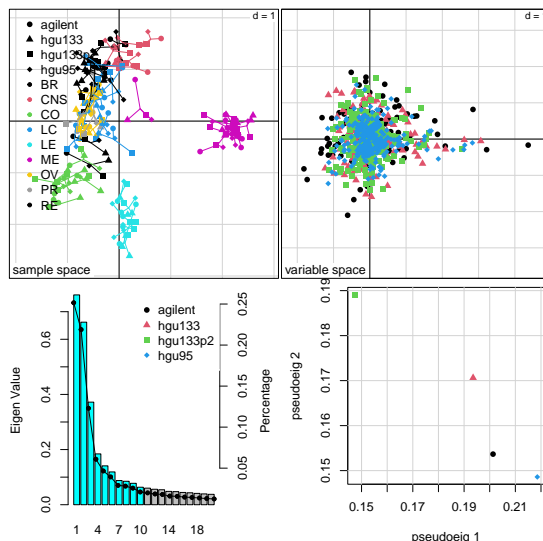 d = 1
agilent
hgu133
hgu133p
hgu95
BR
CNS
CO
LC
LE
ME
OV
PR
RE
sample space
d =
variable space
agilent
hgu133
hgu133p2
hgu95
Eigen Value
0.0
0.2
0.4
0.6
Percentage
0.05
0.10
0.15
0.20
0.25
1 4 7 10 14 18
pseudoeig 2
0.15
0.16
0.17
0.18
0.19
0.15 0.17 0.19 0.21
pseudoeig 1